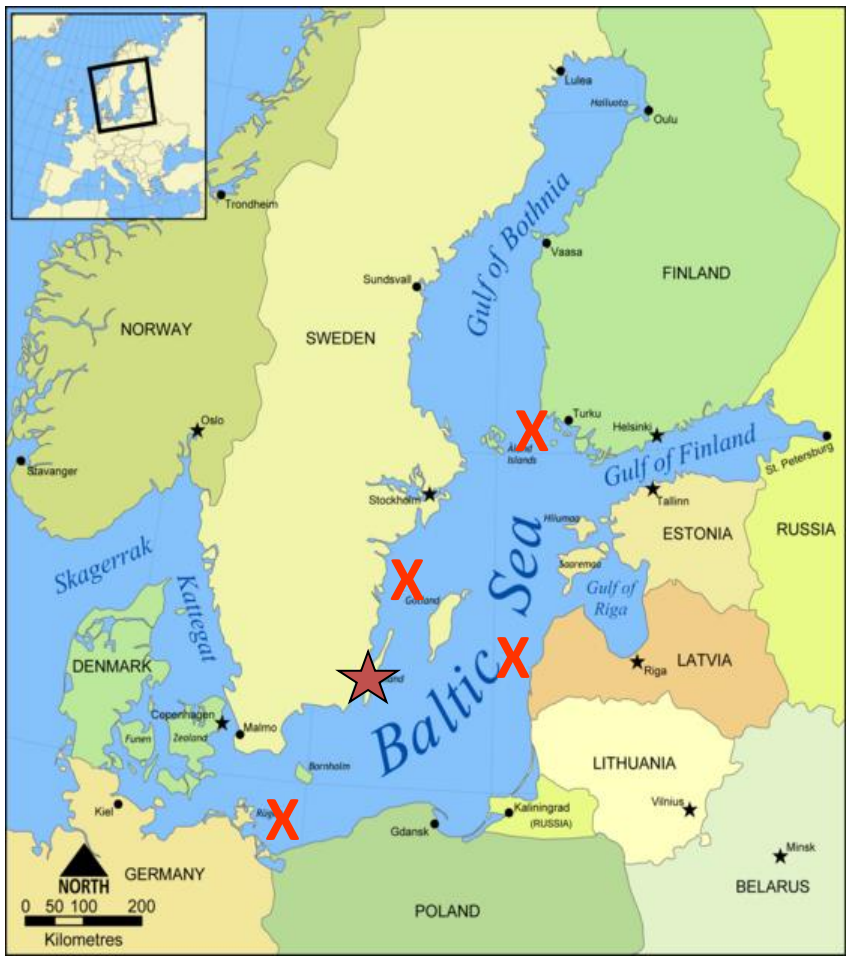 Lulea
Hailuoto
Oulu
Trondheim
Gulf of Bothnia
Vaasa
FINLAND
Sundsvall
NORWAY
SWEDEN
Oslo
X
Turku
Helsinki
Åland
Islands
Gulf of Finland
St. Petersburg
Stavanger
Stockholm
Tallinn
Hiiumaa
ESTONIA
RUSSIA
Skagerrak
Kattegat
X
Gotland
Saaremaa
Gulf of
Riga
Baltic Sea
X
DENMARK
Riga
LATVIA
Copenhagen
Malmo
Funen
Zealand
Bornholm
LITHUANIA
Kiel
X
Kaliningrad
(RUSSIA)
Vilnius
Gdansk
Minsk
NORTH
GERMANY
BELARUS
POLAND
0 50 100 200
Kilometres